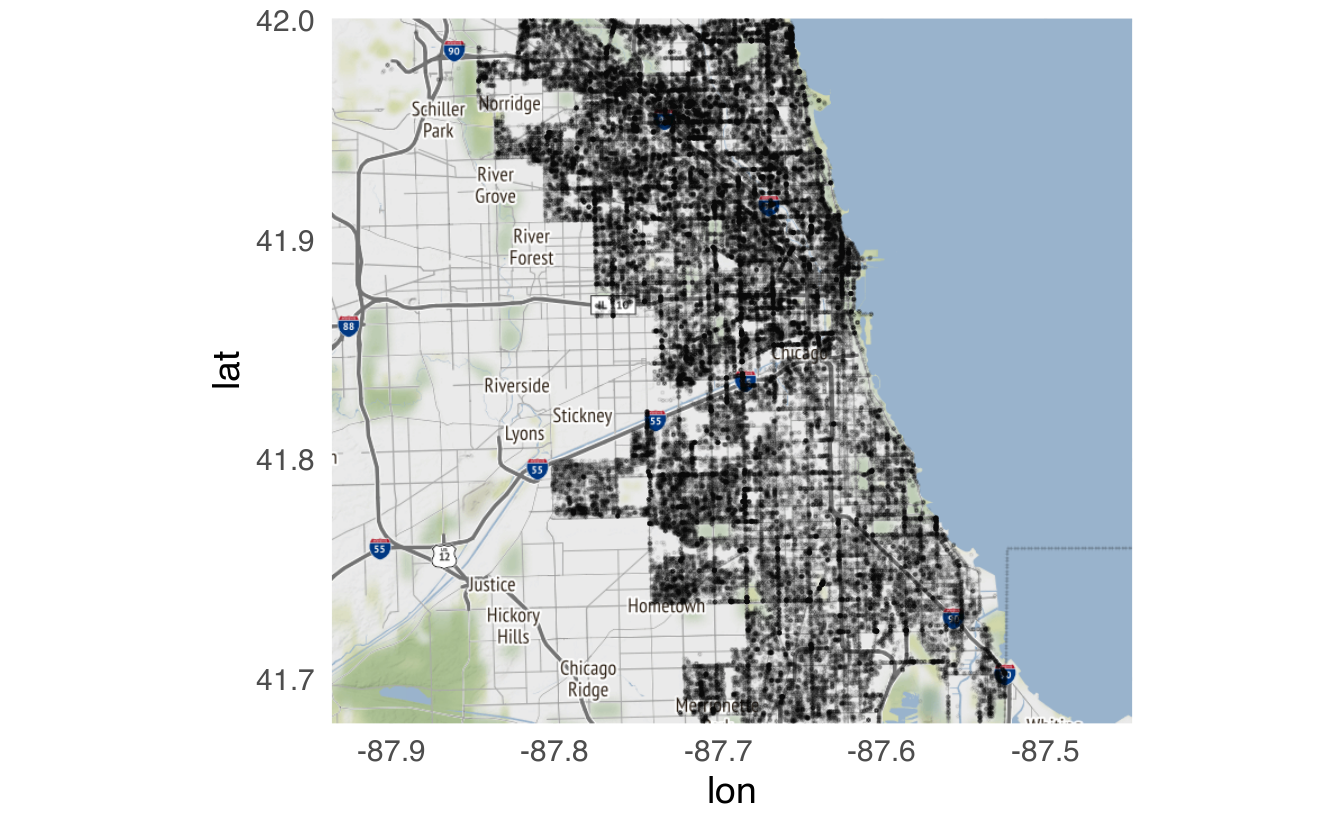 42.0
41.9
41.8
41.7
lat
90
Schiller
Park
Norridge
River
Grove
River
Forest
88
Riverside
Stickney
Lyons
Chicago
55
55
55
US
12
Justice
Hickory
Hills
Hometown
Chicago
Ridge
Merrionette
-87.9
-87.8
-87.7
-87.6
-87.5
lon